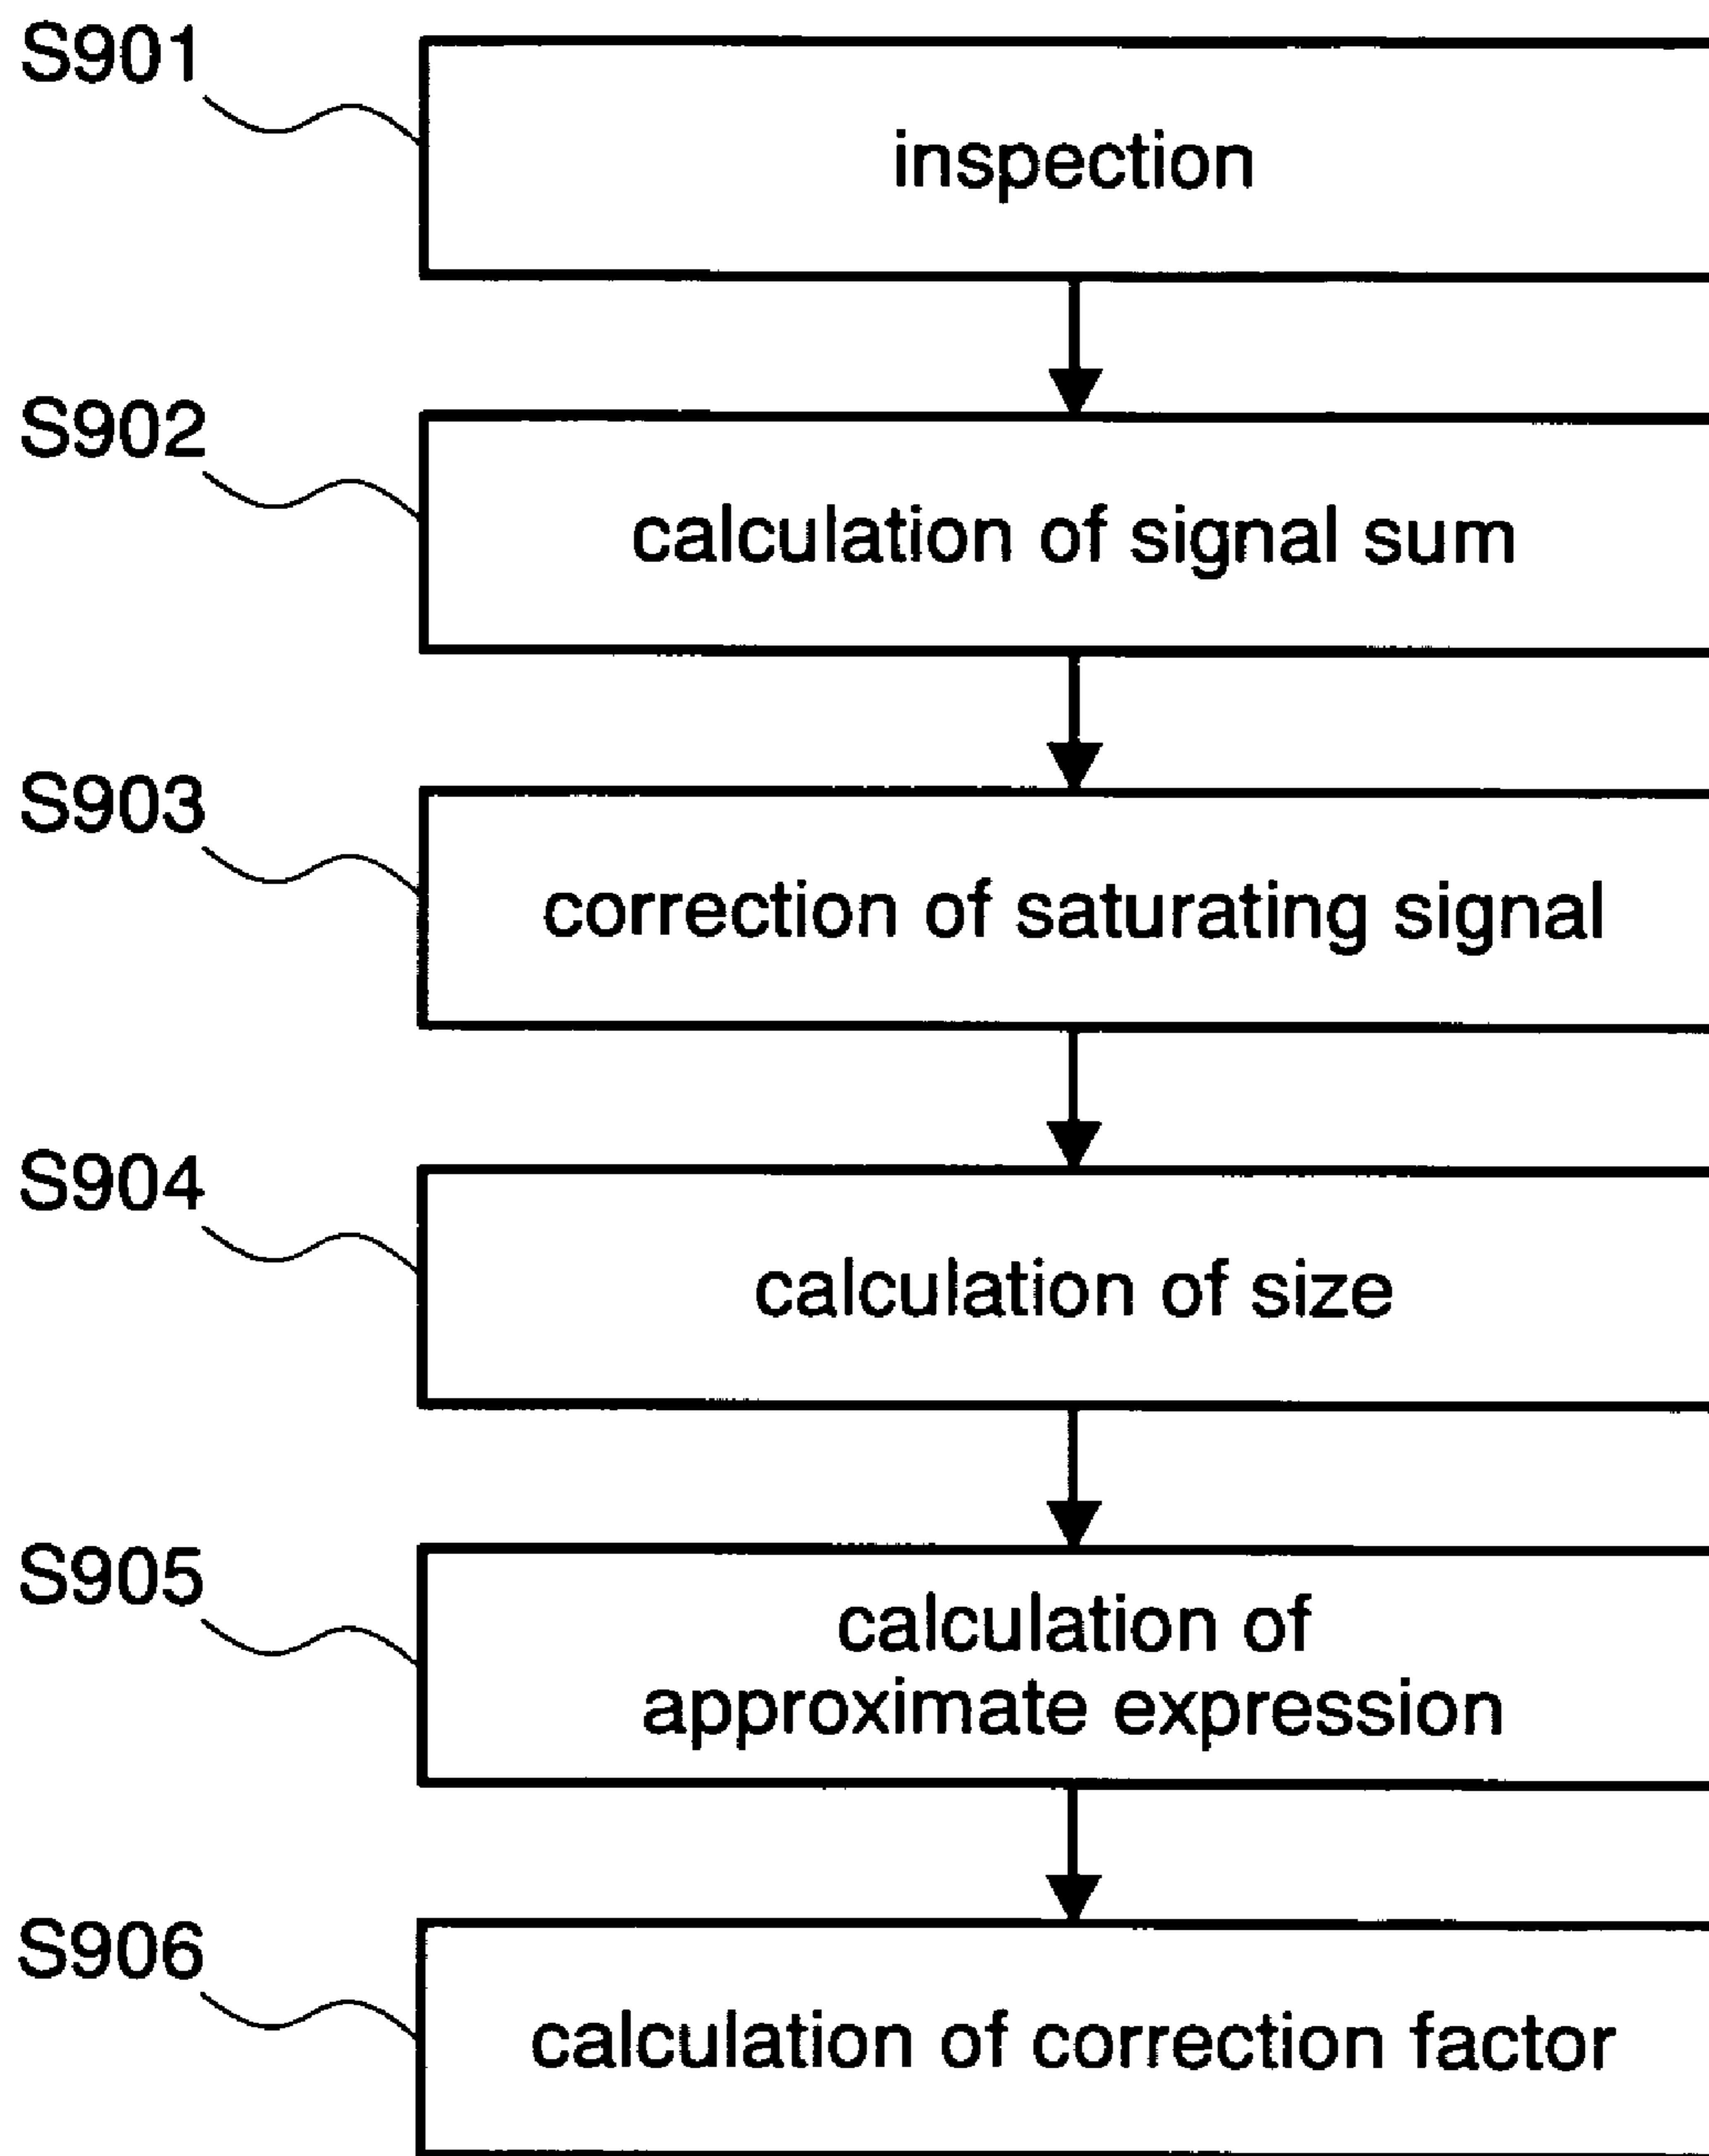 S901
inspection
S902
calculation of signal sum
S903
correction of saturating signal
S904
calculation of size
S905
calculation of
approximate expression
S906
calculation of correction factor